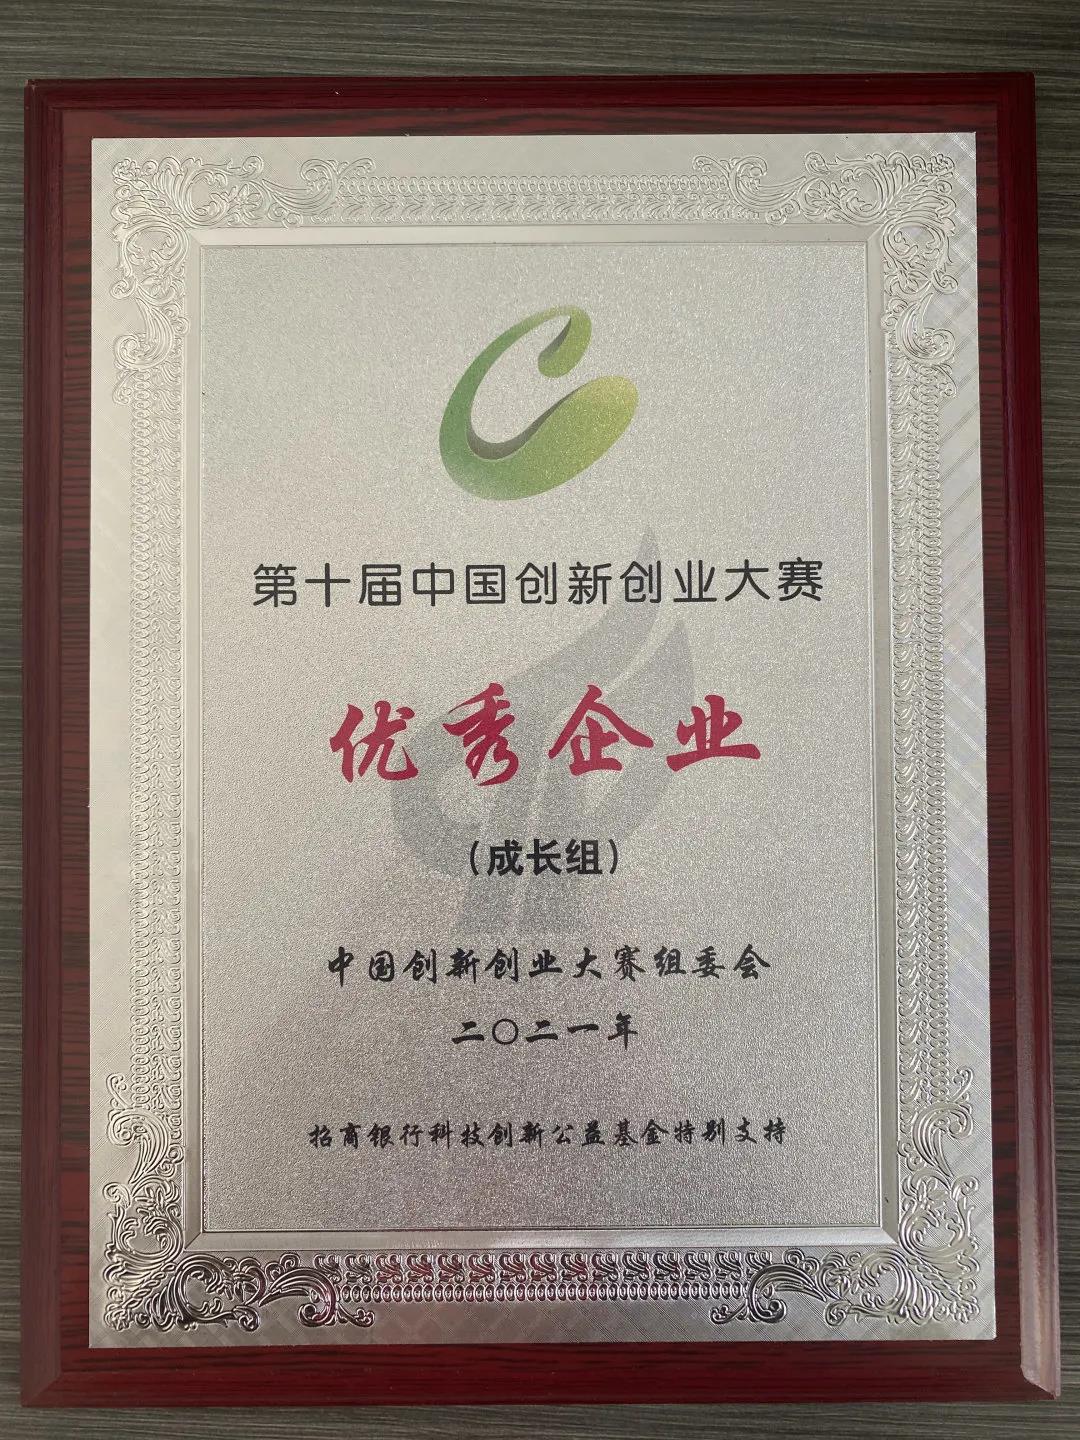 第十届中国创新创业大赛
优秀企业
（成长组）
中国创新创业大赛组委会
二〇二一年
招商银行科技创新公益基金特别支持